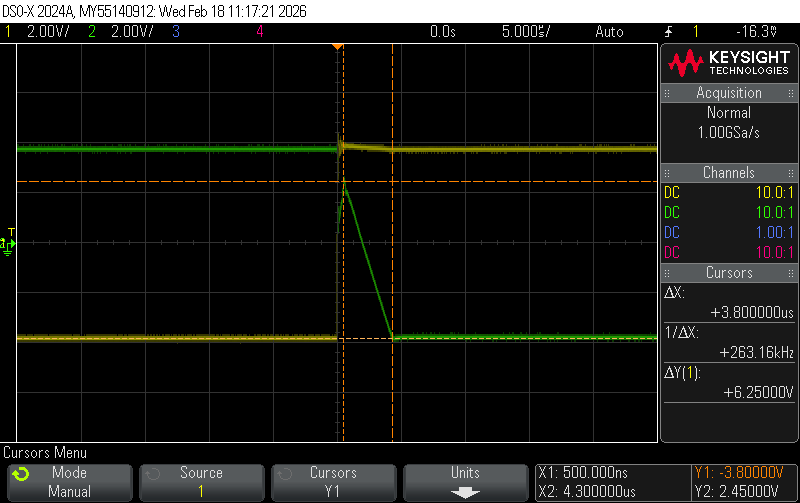 DSO-X 2024A, MY55140912: Wed Feb 18 11:17:21 2026
1 2.00V/ 2 2.00V/ 3 4 0.0s 5.000µs/ Auto 1 -16.3V
KEYSIGHT
TECHNOLOGIES
Acquisition
Normal
1.00GSa/s
Channels
DC 10.0:1
DC 10.0:1
DC 1.00:1
DC 10.0:1
Cursors
ΔX:
+3.800000us
1/ΔX:
+263.16kHz
ΔY(1):
+6.25000V
T
Cursors Menu
Mode
Manual
Source
1
Cursors
Y1
Units
X1: 500.000ns
X2: 4.300000us
Y1: -3.80000V
Y2: 2.45000V